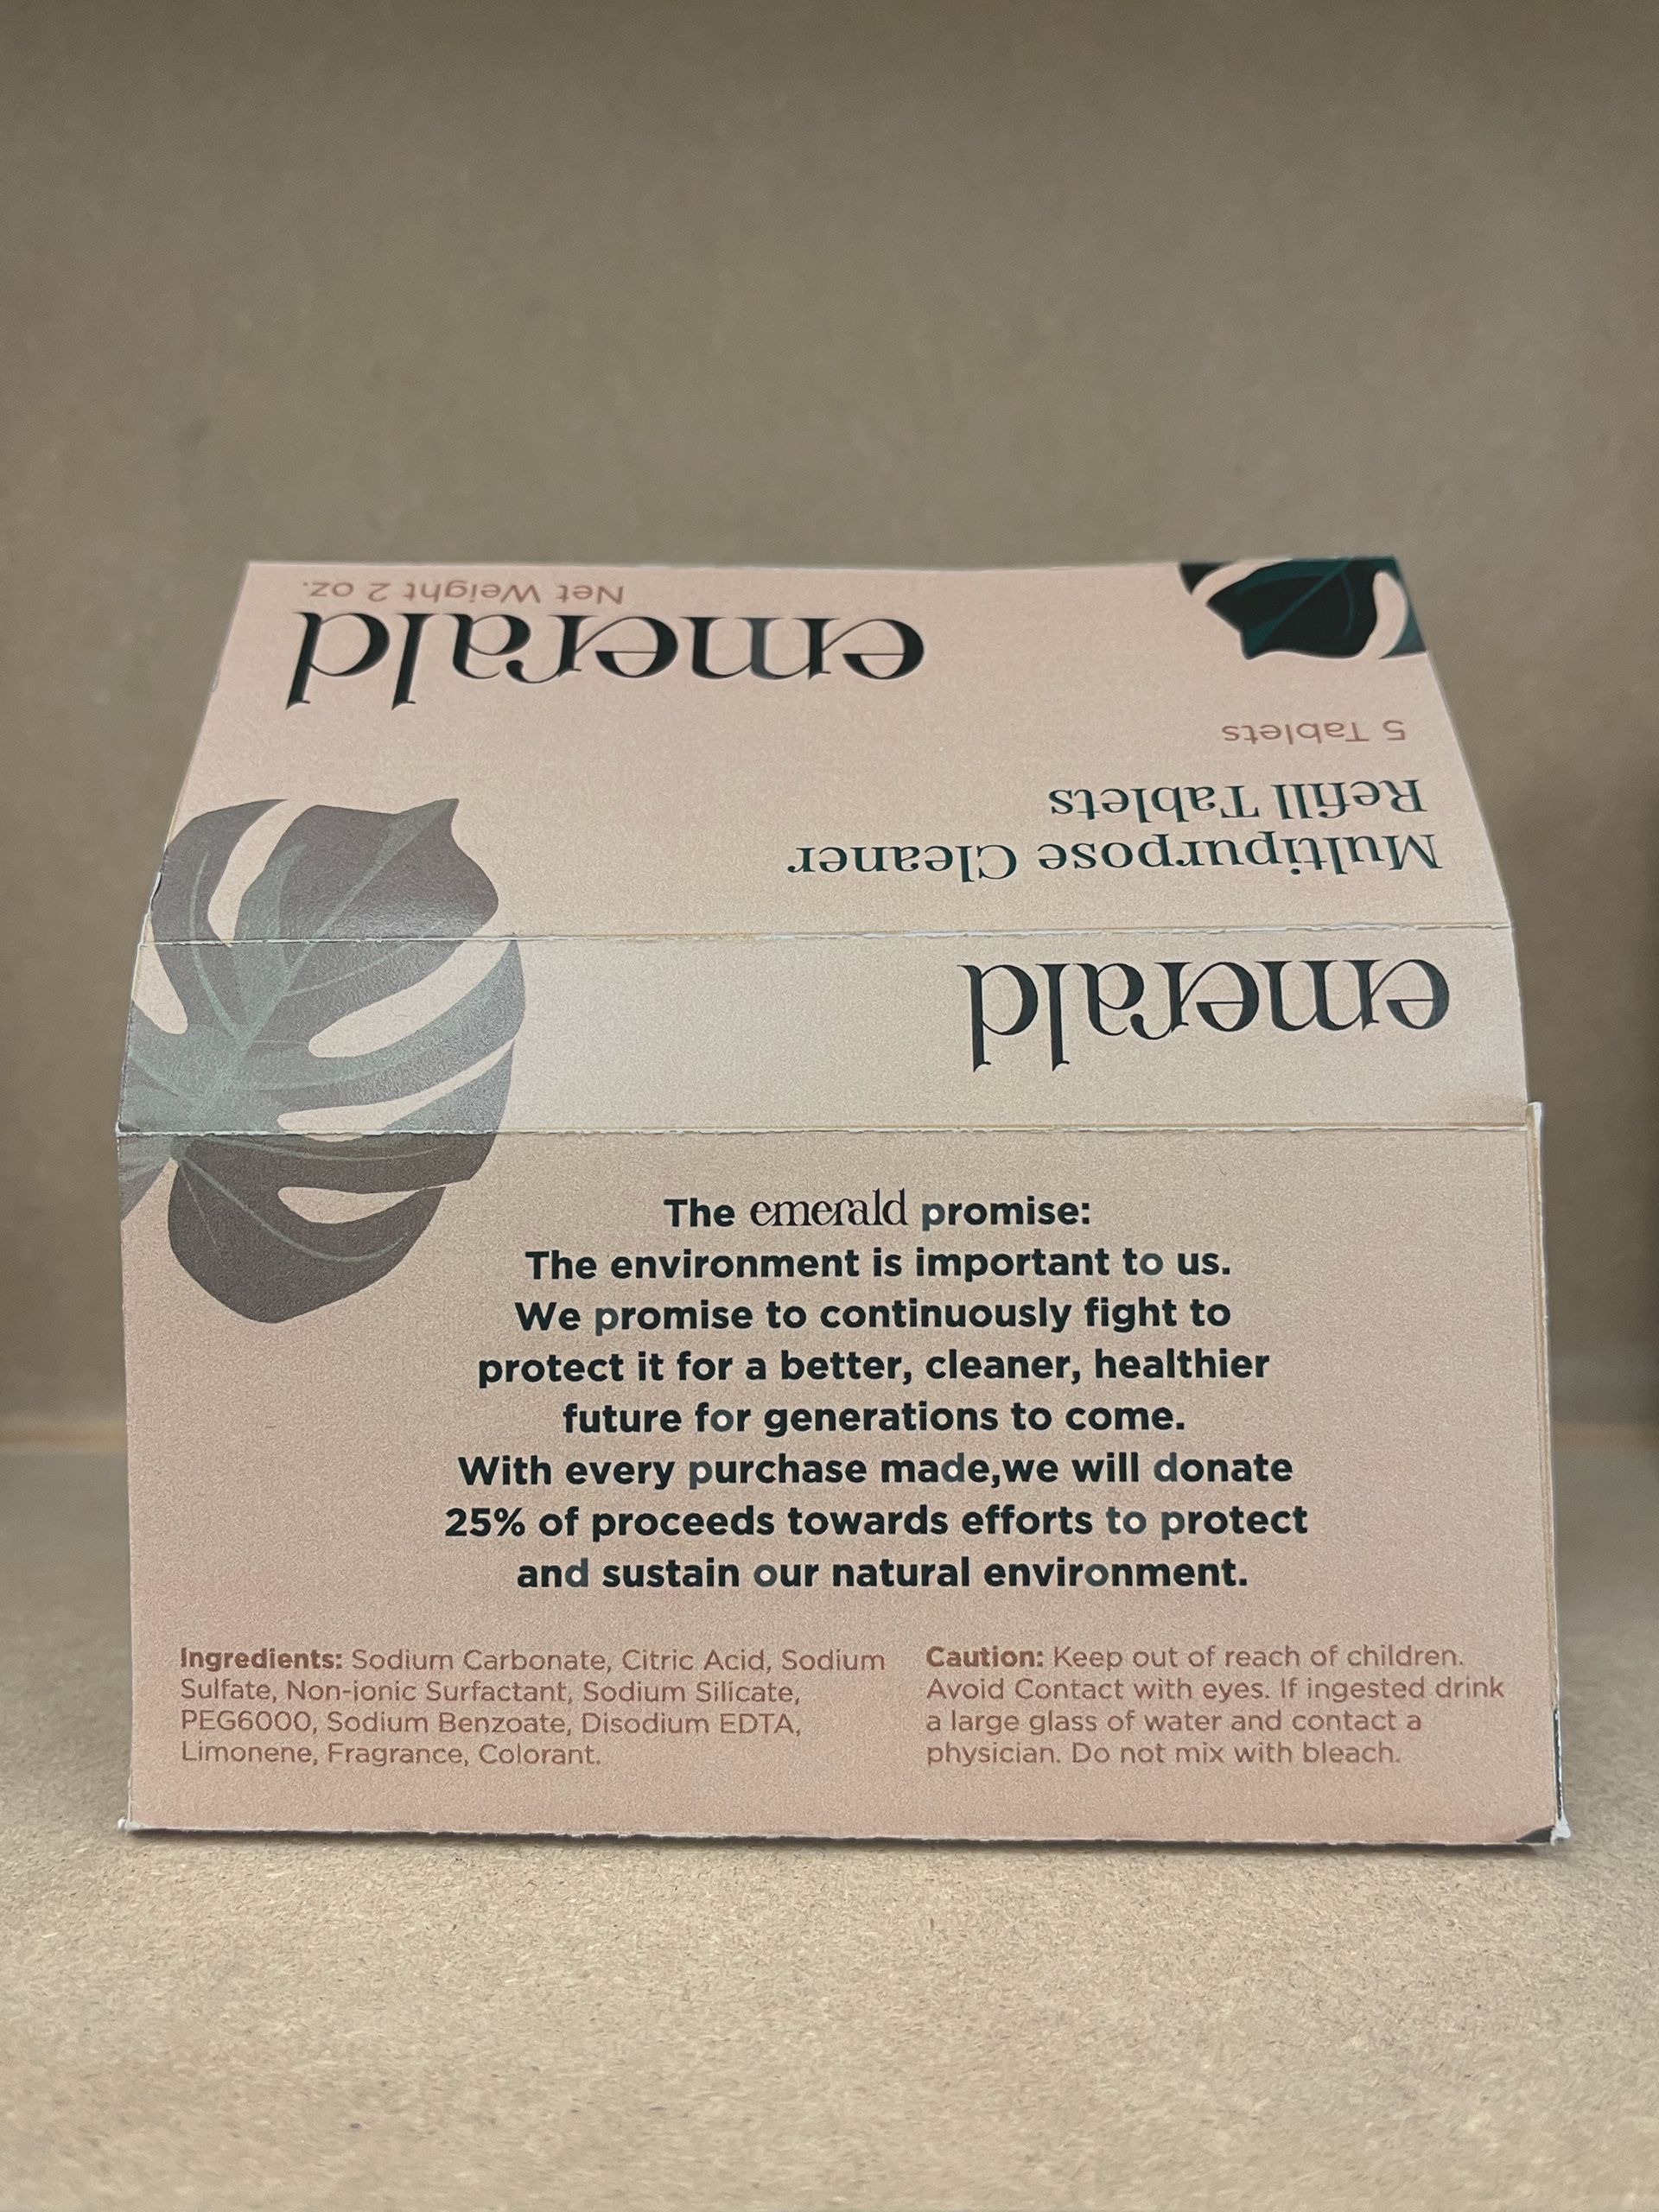 Net Weight 2 oz.
emerald
5 Tablets
Multipurpose Cleaner
Refill Tablets
emerald
The emerald promise:
The environment is important to us.
We promise to continuously fight to
protect it for a better, cleaner, healthier
future for generations to come.
With every purchase made,we will donate
25% of proceeds towards efforts to protect
and sustain our natural environment.
Ingredients: Sodium Carbonate, Citric Acid, Sodium
Sulfate, Non-ionic Surfactant, Sodium Silicate,
PEG6000, Sodium Benzoate, Disodium EDTA,
Limonene, Fragrance, Colorant.
Caution: Keep out of reach of children.
Avoid Contact with eyes. If ingested drink
a large glass of water and contact a
physician. Do not mix with bleach.